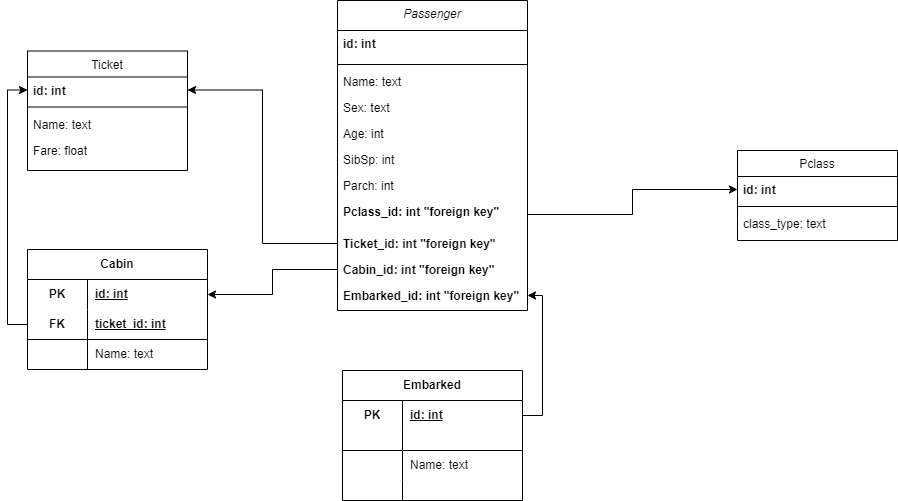 Passenger
id: int
Name: text
Sex: text
Age: int
SibSp: int
Parch: int
Pclass_id: int "foreign key"
Ticket_id: int "foreign key"
Cabin_id: int "foreign key"
Embarked_id: int "foreign key"
Ticket
id: int
Name: text
Fare: float
Pclass
id: int
class_type: text
Cabin
PK id: int
FK ticket_id: int
Name: text
Embarked
PK id: int
Name: text